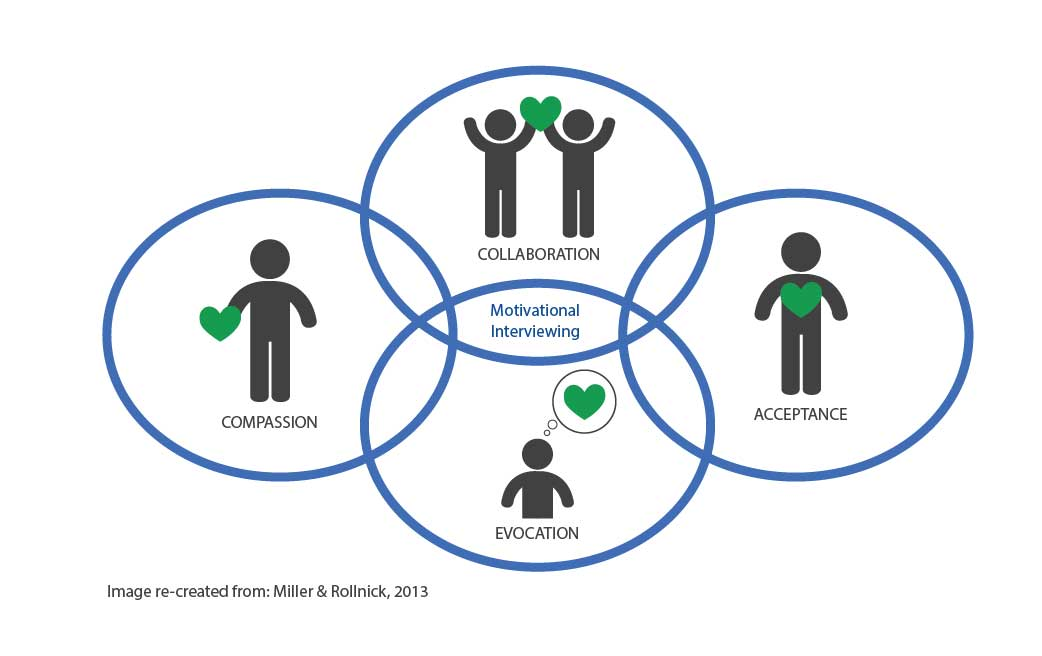 COLLABORATION
Motivational
Interviewing
COMPASSION
ACCEPTANCE
EVOCATION
Image re-created from: Miller & Rollnick, 2013